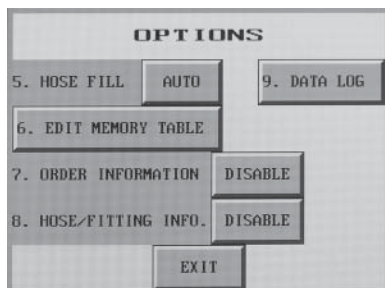 OPTIONS
5. HOSE FILL AUTO 9. DATA LOG
6. EDIT MEMORY TABLE
7. ORDER INFORMATION DISABLE
8. HOSE/FITTING INFO. DISABLE
EXIT